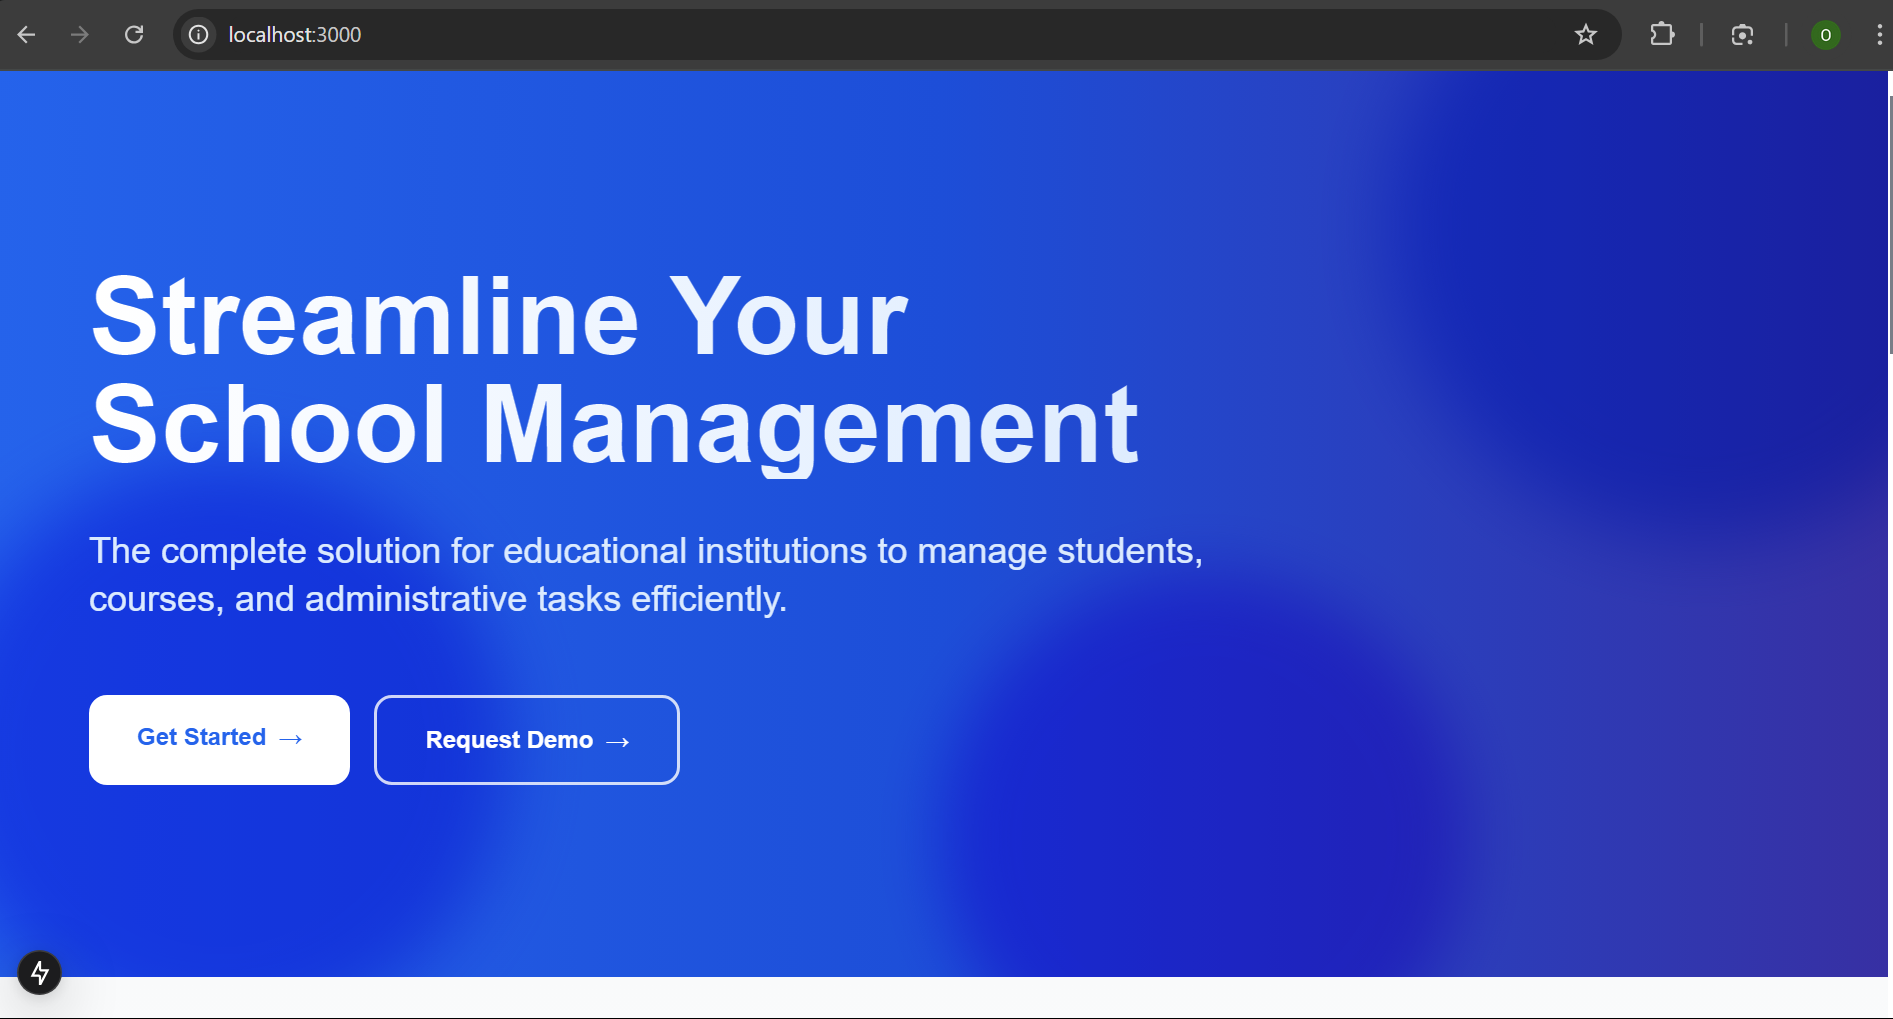 localhost:3000
O
Streamline Your
School Management
The complete solution for educational institutions to manage students,
courses, and administrative tasks efficiently.
Get Started →
Request Demo →